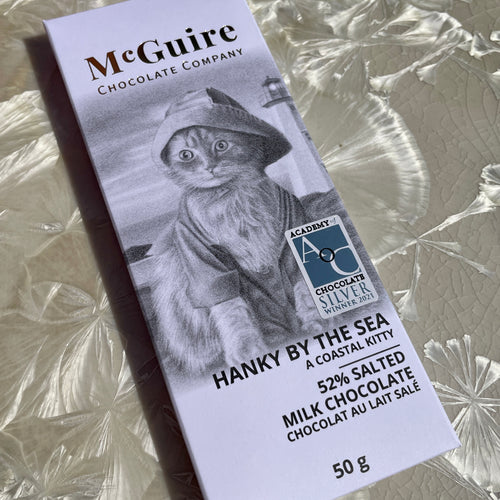 McGuire
CHOCOLATE COMPANY
ACADEMY of
AOC
CHOCOLATE
SILVER
WINNER 2021
HANKY BY THE SEA
A COASTAL KITTY
52% SALTED
MILK CHOCOLATE
CHOCOLAT AU LAIT SALÉ
50 g